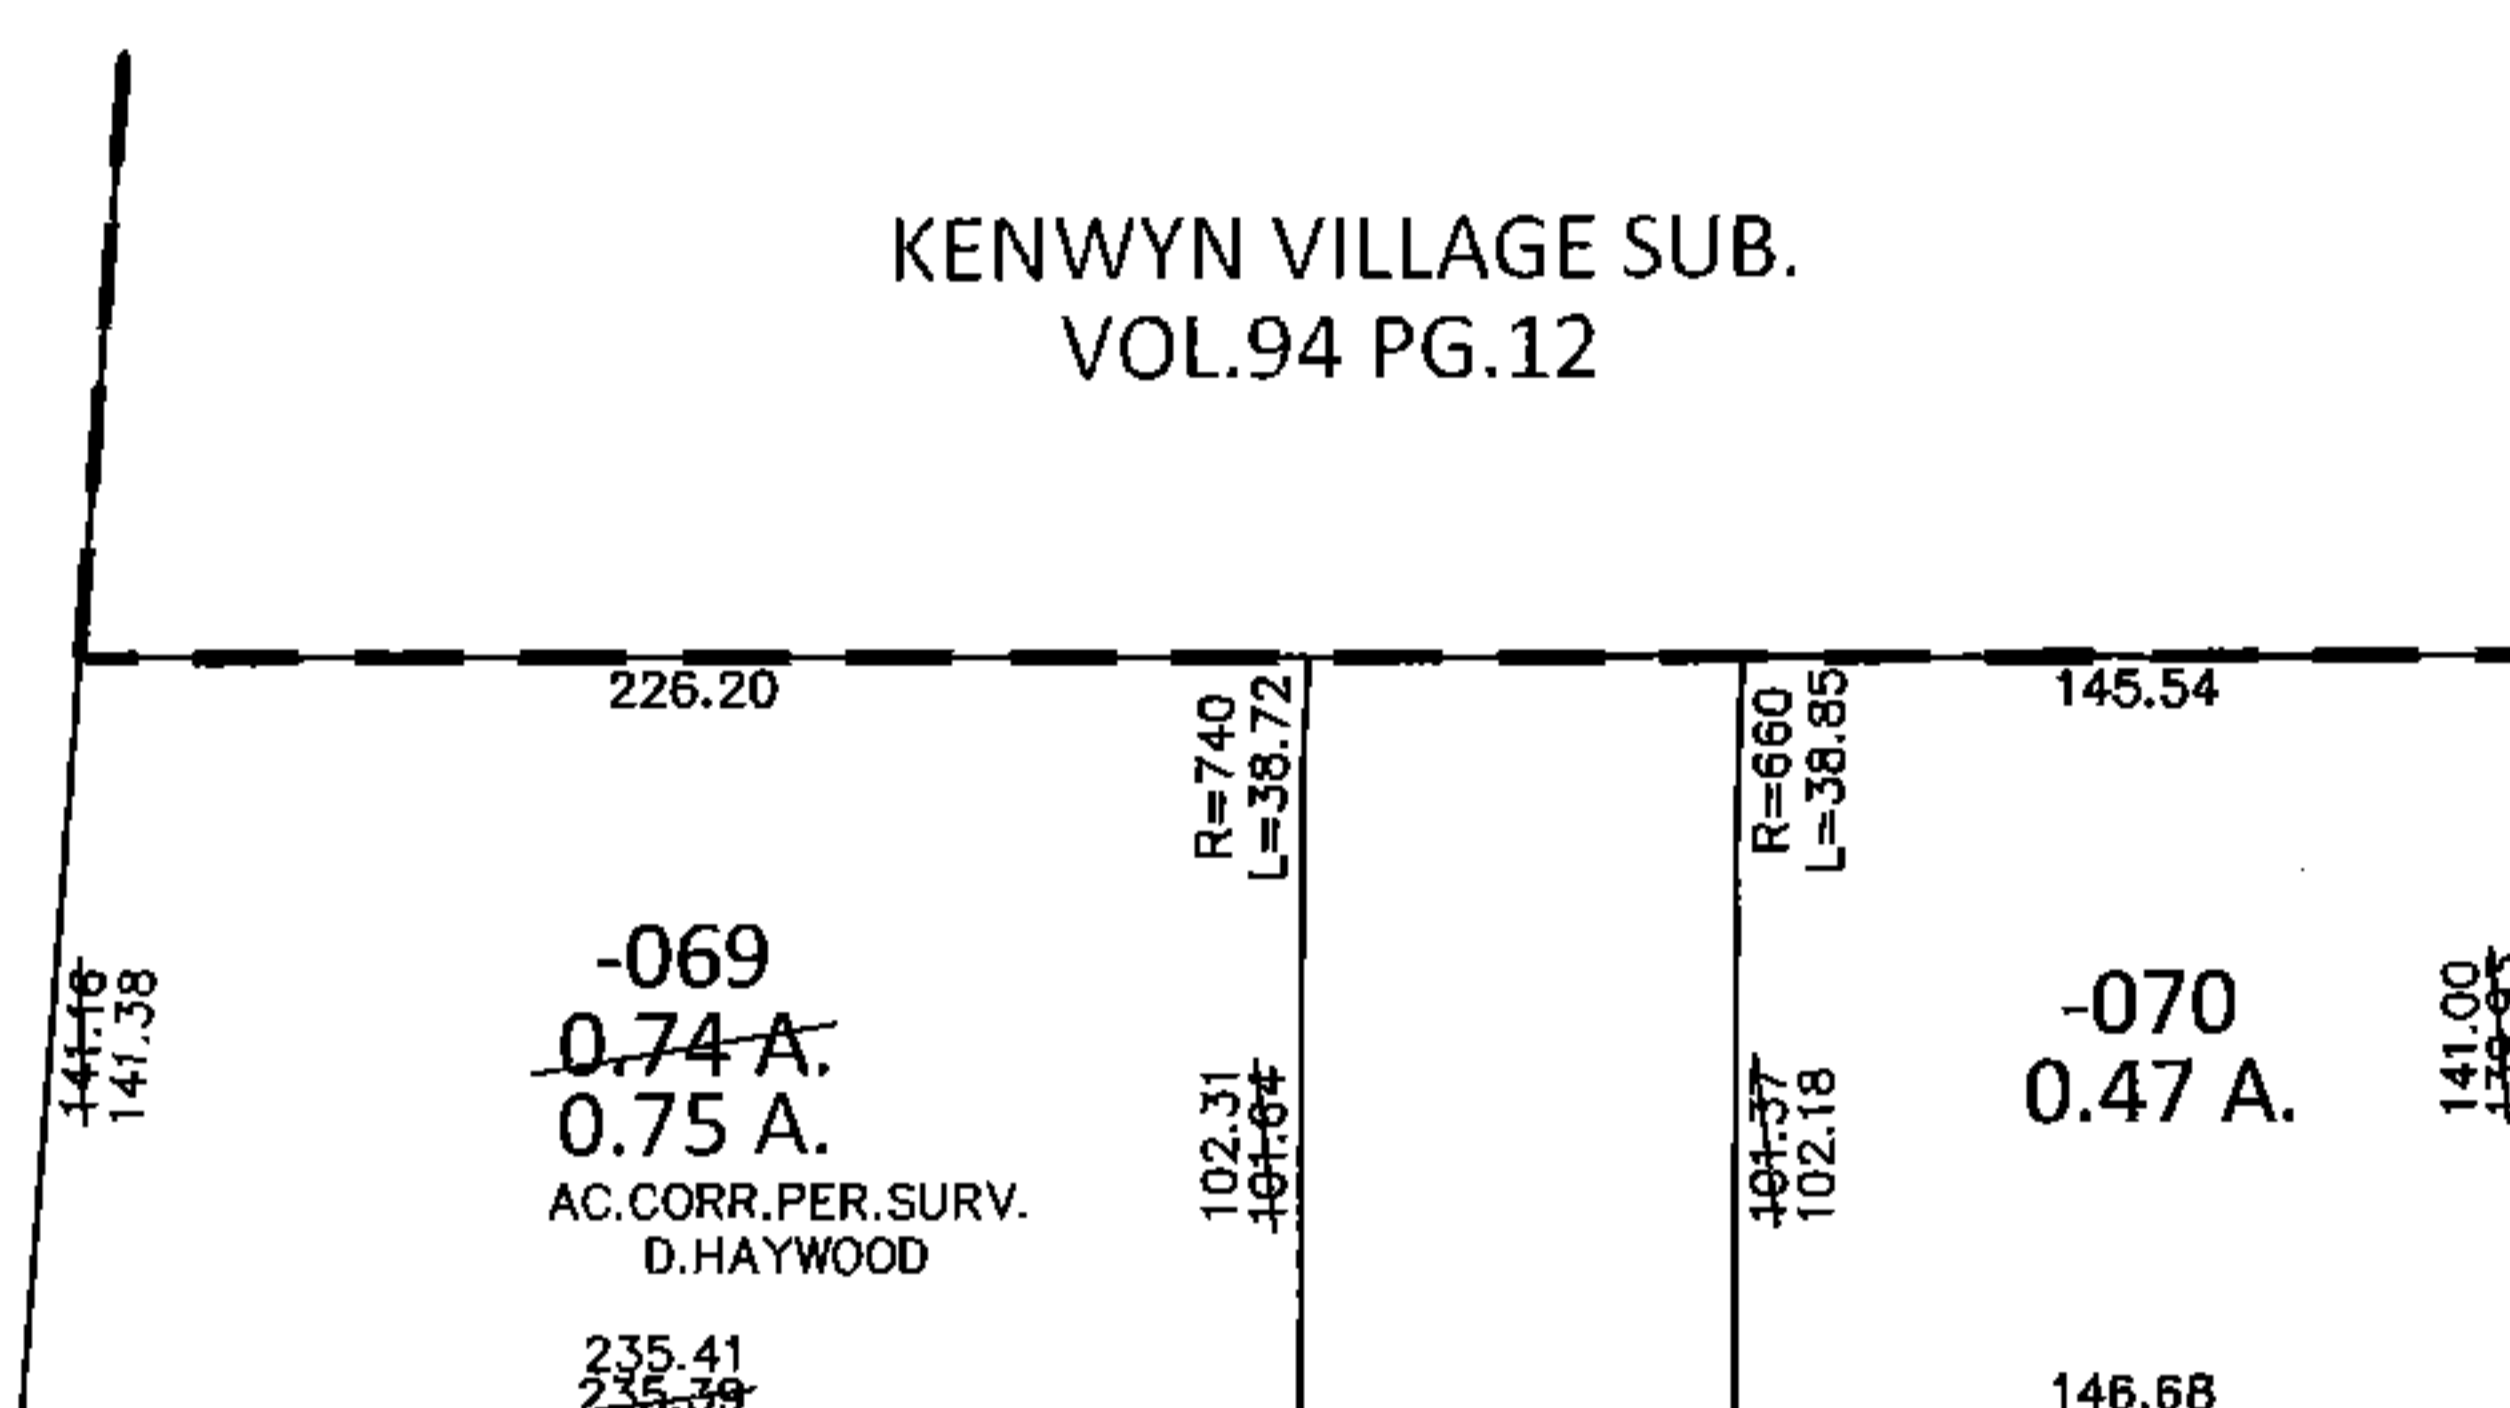 KENWYN VILLAGE SUB.
VOL.94 PG.12
226.20
145.54
R=740
L=38.72
R=660
L=38.85
-069
0.74 A.
0.75 A.
AC.CORR.PER.SURV.
D.HAYWOOD
141.16
141.38
102.31
101.64
101.37
102.18
-070
0.47 A.
141.00
235.41
235.39
146.68